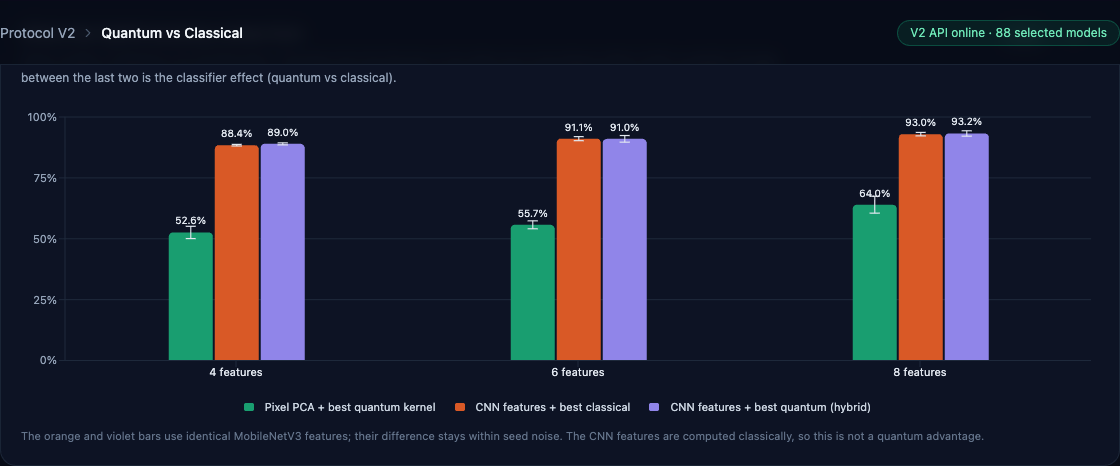 Protocol V2 > Quantum vs Classical
V2 API online · 88 selected models
between the last two is the classifier effect (quantum vs classical).
100%
75%
50%
25%
0%
52.6%
88.4%
89.0%
55.7%
91.1%
91.0%
64.0%
93.0%
93.2%
4 features
6 features
8 features
Pixel PCA + best quantum kernel
CNN features + best classical
CNN features + best quantum (hybrid)
The orange and violet bars use identical MobileNetV3 features; their difference stays within seed noise. The CNN features are computed classically, so this is not a quantum advantage.